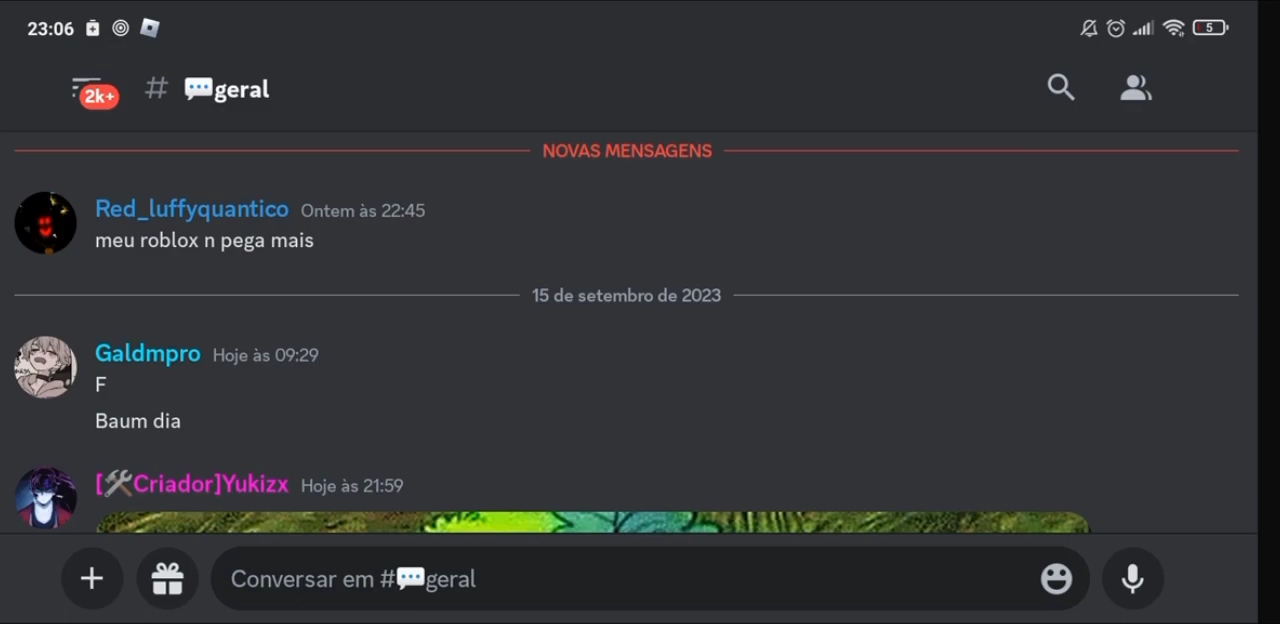 23:06
5
2k+
# 💬geral
NOVAS MENSAGENS
Red_luffyquantico Ontem às 22:45
meu roblox n pega mais
15 de setembro de 2023
Galdmpro Hoje às 09:29
F
Baum dia
[🛠Criador]Yukizx Hoje às 21:59
Conversar em #💬geral